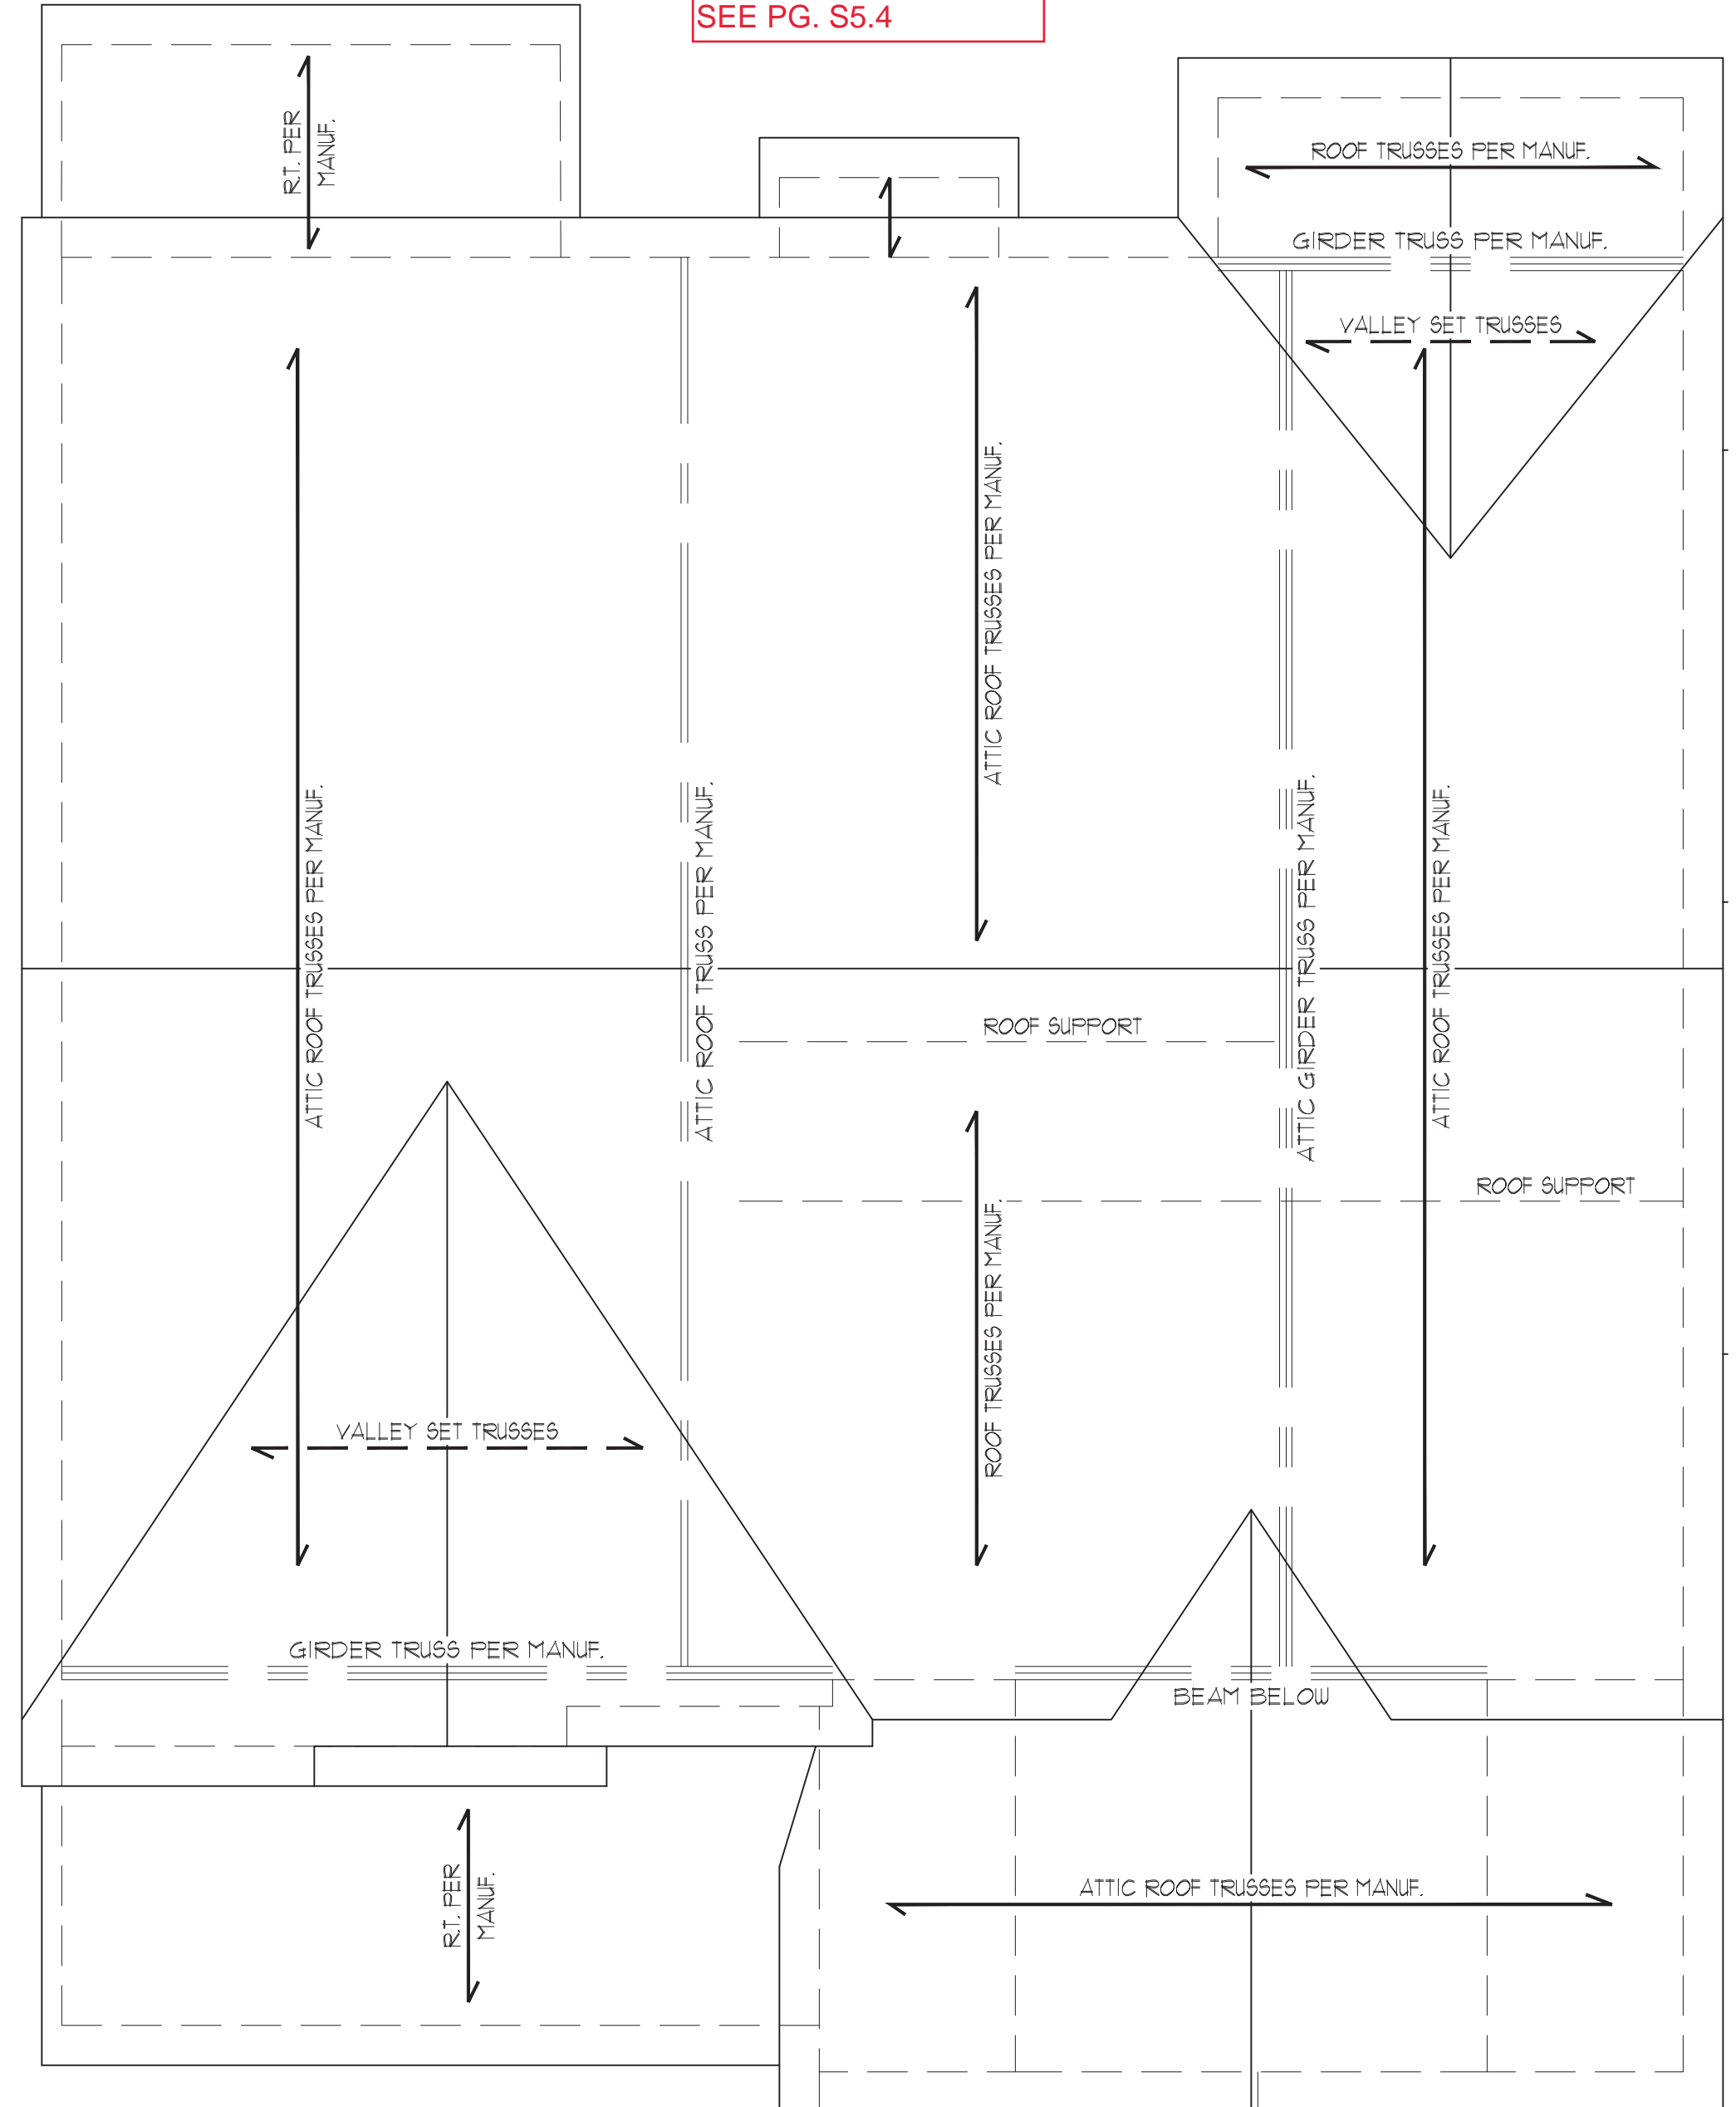 SEE PG. S5.4
R.T. PER
MANUF.
ROOF TRUSSES PER MANUF.
GIRDER TRUSS PER MANUF.
VALLEY SET TRUSSES
ATTIC ROOF TRUSSES PER MANUF.
ATTIC ROOF TRUSSES PER MANUF.
ATTIC ROOF TRUSS PER MANUF.
ATTIC GIRDER TRUSS PER MANUF.
ATTIC ROOF TRUSSES PER MANUF.
ROOF SUPPORT
ROOF SUPPORT
ROOF TRUSSES PER MANUF.
VALLEY SET TRUSSES
GIRDER TRUSS PER MANUF.
BEAM BELOW
R.T. PER
MANUF.
ATTIC ROOF TRUSSES PER MANUF.